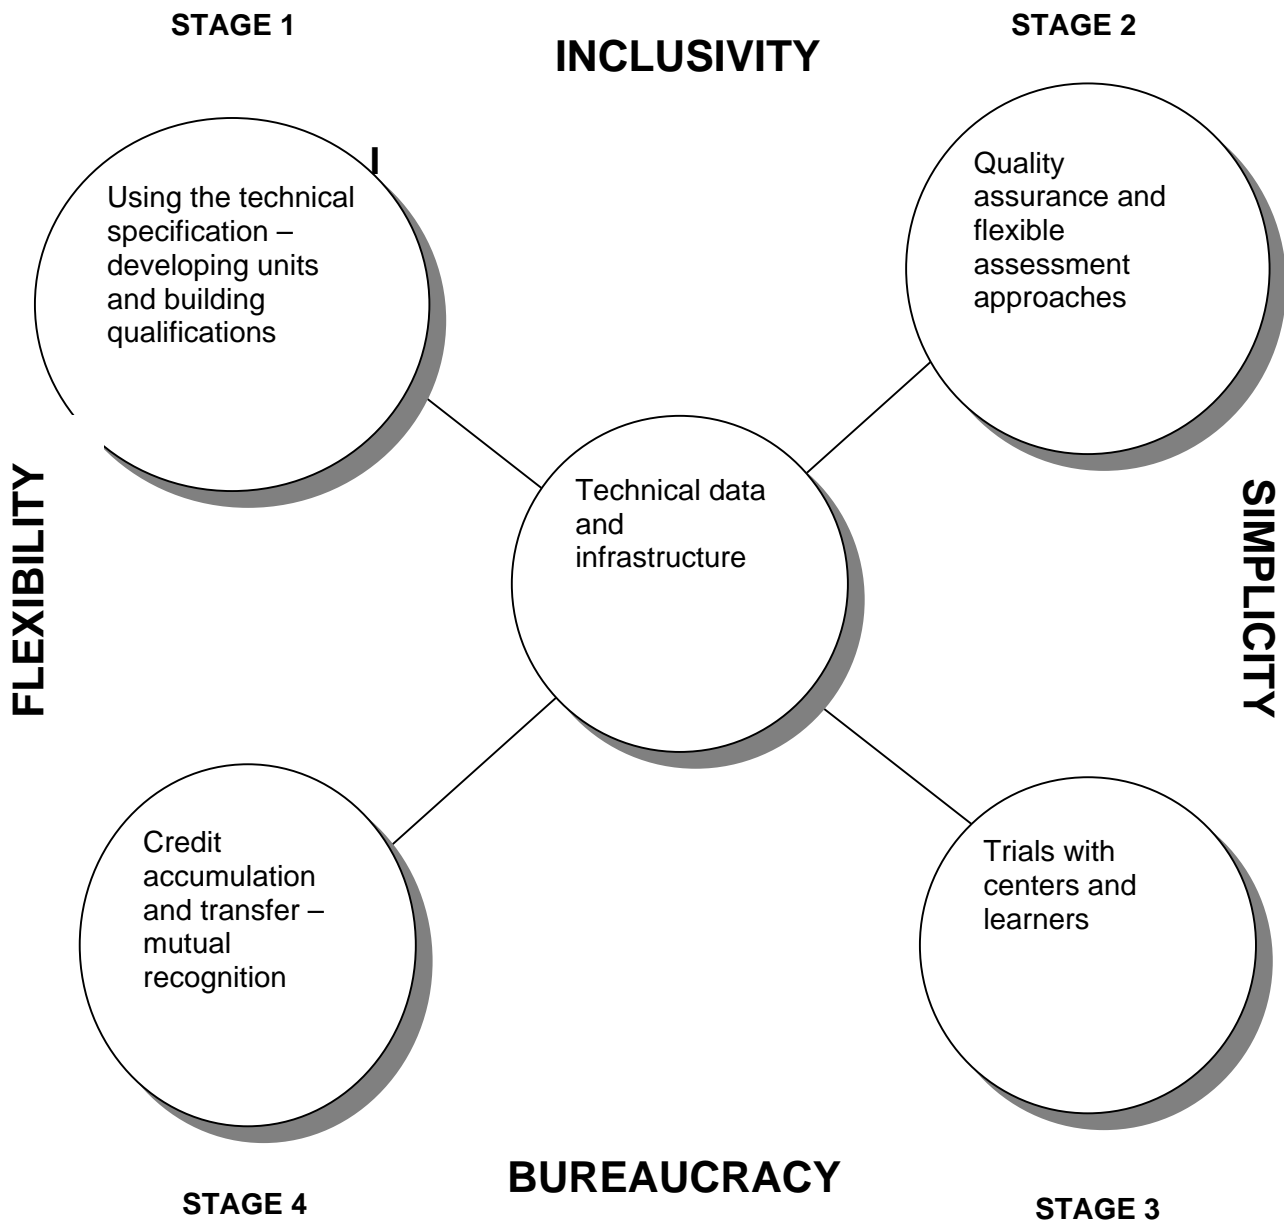 STAGE 1
STAGE 2
INCLUSIVITY
I
Using the technical
specification –
developing units
and building
qualifications
Quality
assurance and
flexible
assessment
approaches
FLEXIBILITY
Technical data
and
infrastructure
SIMPLICITY
Credit
accumulation
and transfer –
mutual
recognition
Trials with
centers and
learners
BUREAUCRACY
STAGE 4
STAGE 3